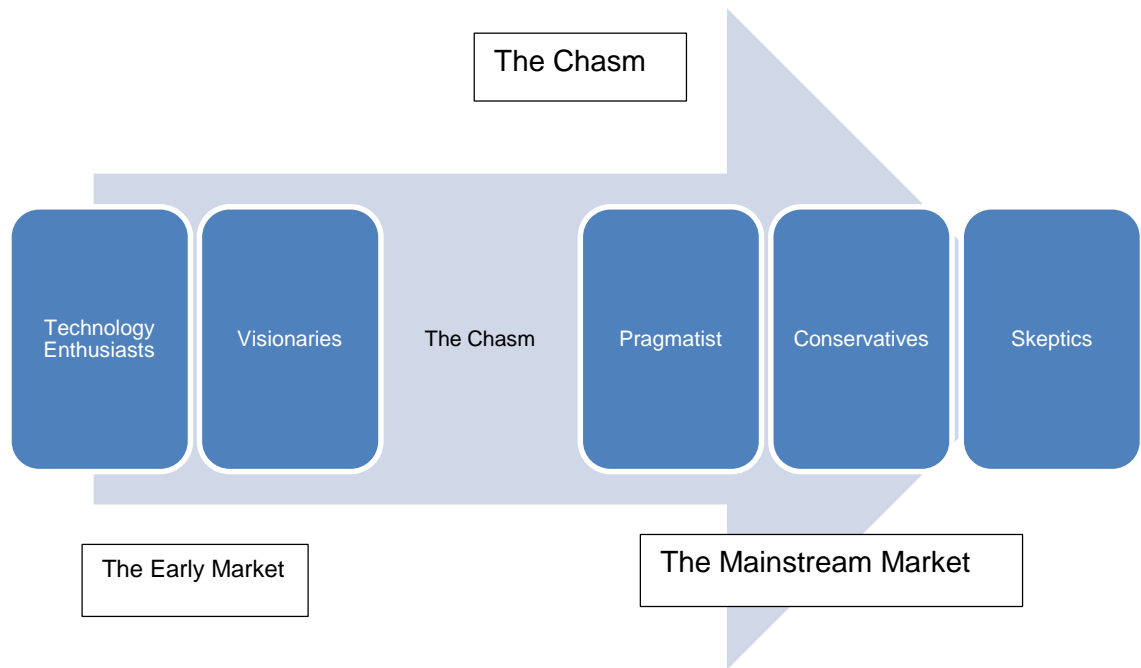 The Chasm
Technology
Enthusiasts
Visionaries
The Chasm
Pragmatist
Conservatives
Skeptics
The Early Market
The Mainstream Market